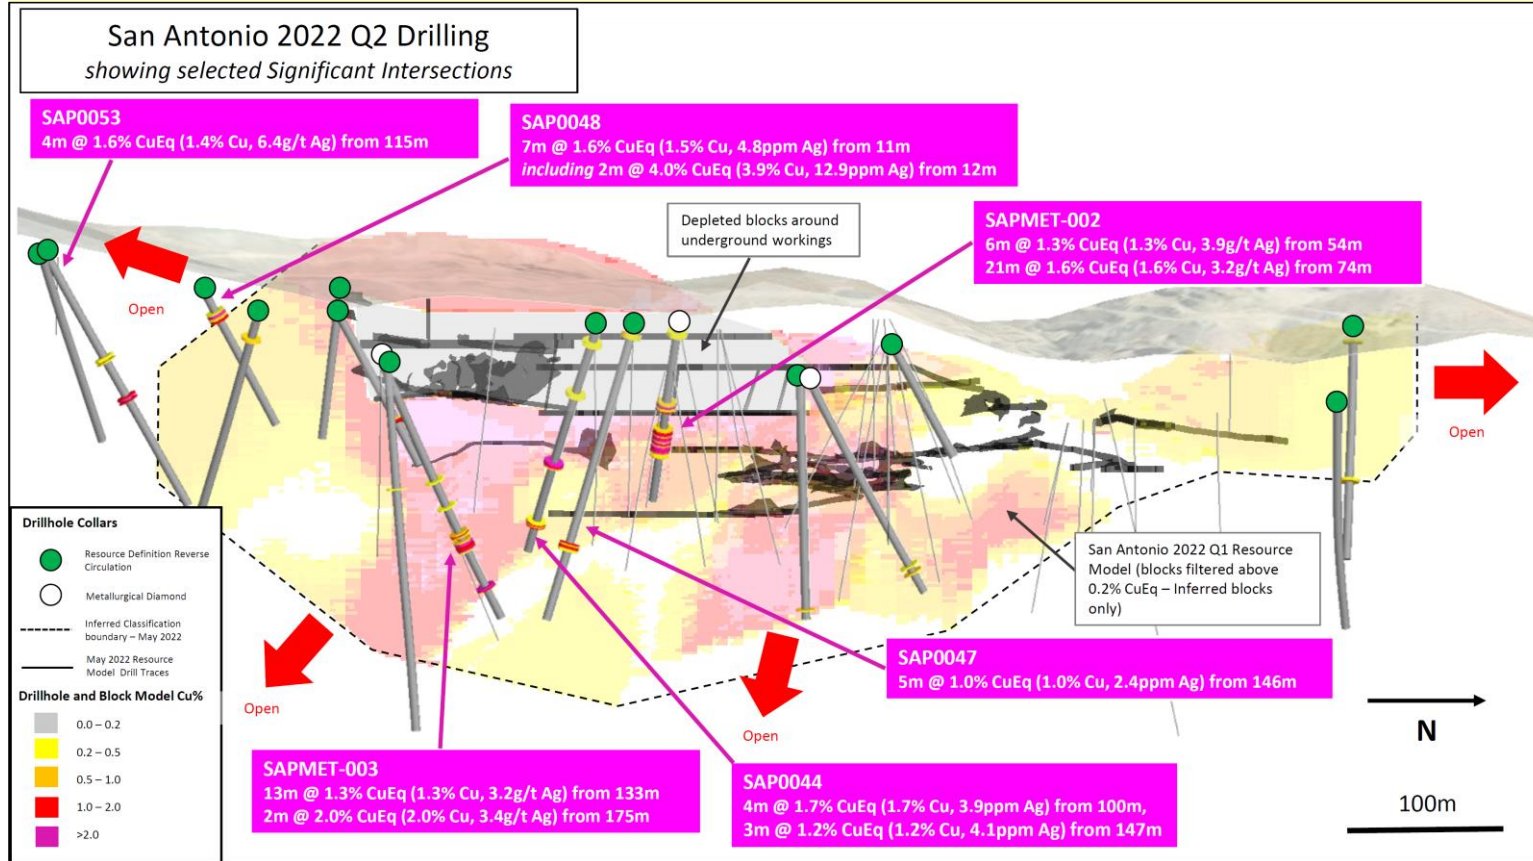 San Antonio 2022 Q2 Drilling
showing selected Significant Intersections
SAP0053
4m @ 1.6% CuEq (1.4% Cu, 6.4g/t Ag) from 115m
SAP0048
7m @ 1.6% CuEq (1.5% Cu, 4.8ppm Ag) from 11m
including 2m @ 4.0% CuEq (3.9% Cu, 12.9ppm Ag) from 12m
Depleted blocks around
underground workings
SAPMET-002
6m @ 1.3% CuEq (1.3% Cu, 3.9g/t Ag) from 54m
21m @ 1.6% CuEq (1.6% Cu, 3.2g/t Ag) from 74m
Open
Open
Drillhole Collars
Resource Definition Reverse
Circulation
Metallurgical Diamond
Inferred Classification
boundary – May 2022
May 2022 Resource
Model Drill Traces
Drillhole and Block Model Cu%
0.0 – 0.2
0.2 – 0.5
0.5 – 1.0
1.0 – 2.0
>2.0
San Antonio 2022 Q1 Resource
Model (blocks filtered above
0.2% CuEq – Inferred blocks
only)
Open
Open
SAP0047
5m @ 1.0% CuEq (1.0% Cu, 2.4ppm Ag) from 146m
SAPMET-003
13m @ 1.3% CuEq (1.3% Cu, 3.2g/t Ag) from 133m
2m @ 2.0% CuEq (2.0% Cu, 3.4g/t Ag) from 175m
SAP0044
4m @ 1.7% CuEq (1.7% Cu, 3.9ppm Ag) from 100m,
3m @ 1.2% CuEq (1.2% Cu, 4.1ppm Ag) from 147m
N
100m